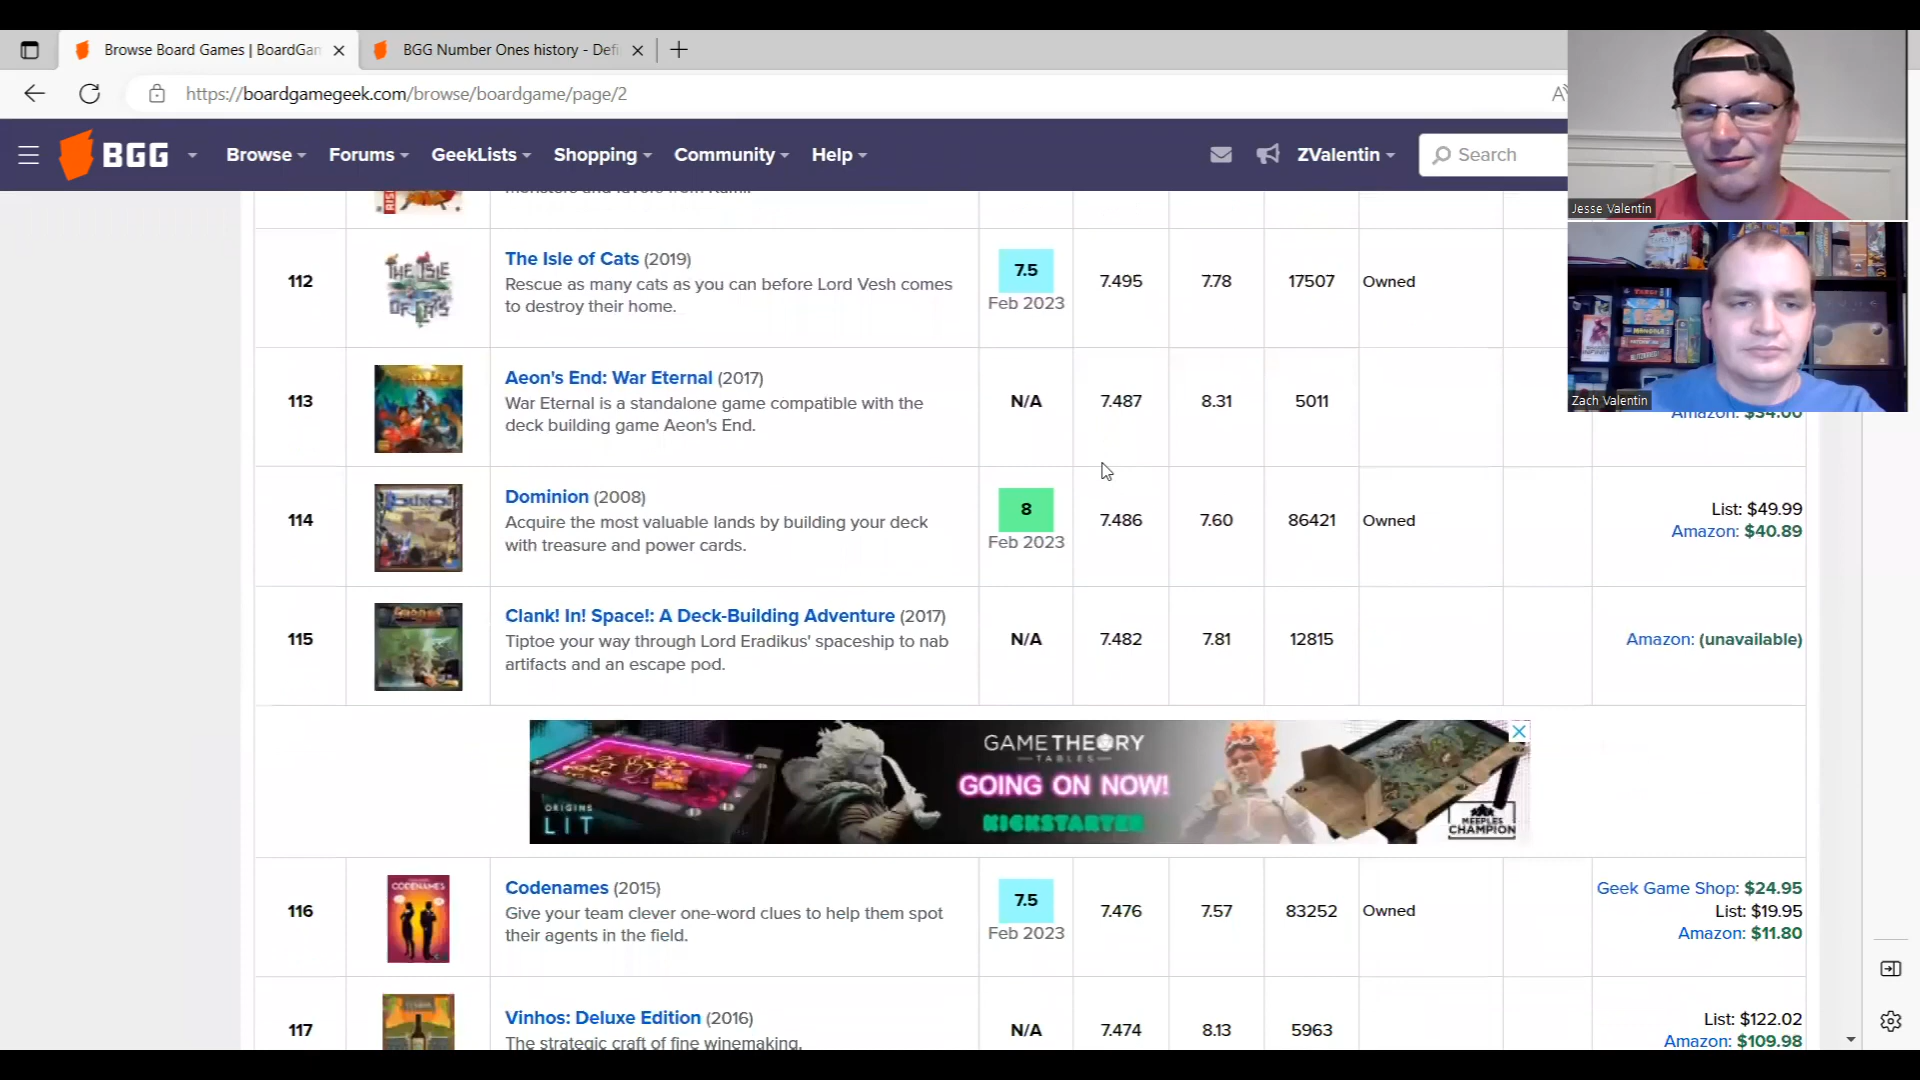 Browse Board Games | BoardGan
BGG Number Ones history - Defi
https://boardgamegeek.com/browse/boardgame/page/2
BGG
Browse
Forums
GeekLists
Shopping
Community
Help
ZValentin
Search
Jesse Valentin
Zach Valentin
112
THE ISLE OF CATS
The Isle of Cats (2019)
Rescue as many cats as you can before Lord Vesh comes
to destroy their home.
7.5
Feb 2023
7.495
7.78
17507
Owned
113
Aeon's End: War Eternal (2017)
War Eternal is a standalone game compatible with the
deck building game Aeon's End.
N/A
7.487
8.31
5011
Amazon: $34.00
114
Dominion (2008)
Acquire the most valuable lands by building your deck
with treasure and power cards.
8
Feb 2023
7.486
7.60
86421
Owned
List: $49.99
Amazon: $40.89
115
Clank! In! Space!: A Deck-Building Adventure (2017)
Tiptoe your way through Lord Eradikus' spaceship to nab
artifacts and an escape pod.
N/A
7.482
7.81
12815
Amazon: (unavailable)
ORIGINS
LIT
GAME THEORY
TABLES
GOING ON NOW!
KICKSTARTER
MEEPLES
CHAMPION
116
CODENAMES
Codenames (2015)
Give your team clever one-word clues to help them spot
their agents in the field.
7.5
Feb 2023
7.476
7.57
83252
Owned
Geek Game Shop: $24.95
List: $19.95
Amazon: $11.80
117
Vinhos: Deluxe Edition (2016)
The strategic craft of fine winemaking.
N/A
7.474
8.13
5963
List: $122.02
Amazon: $109.98